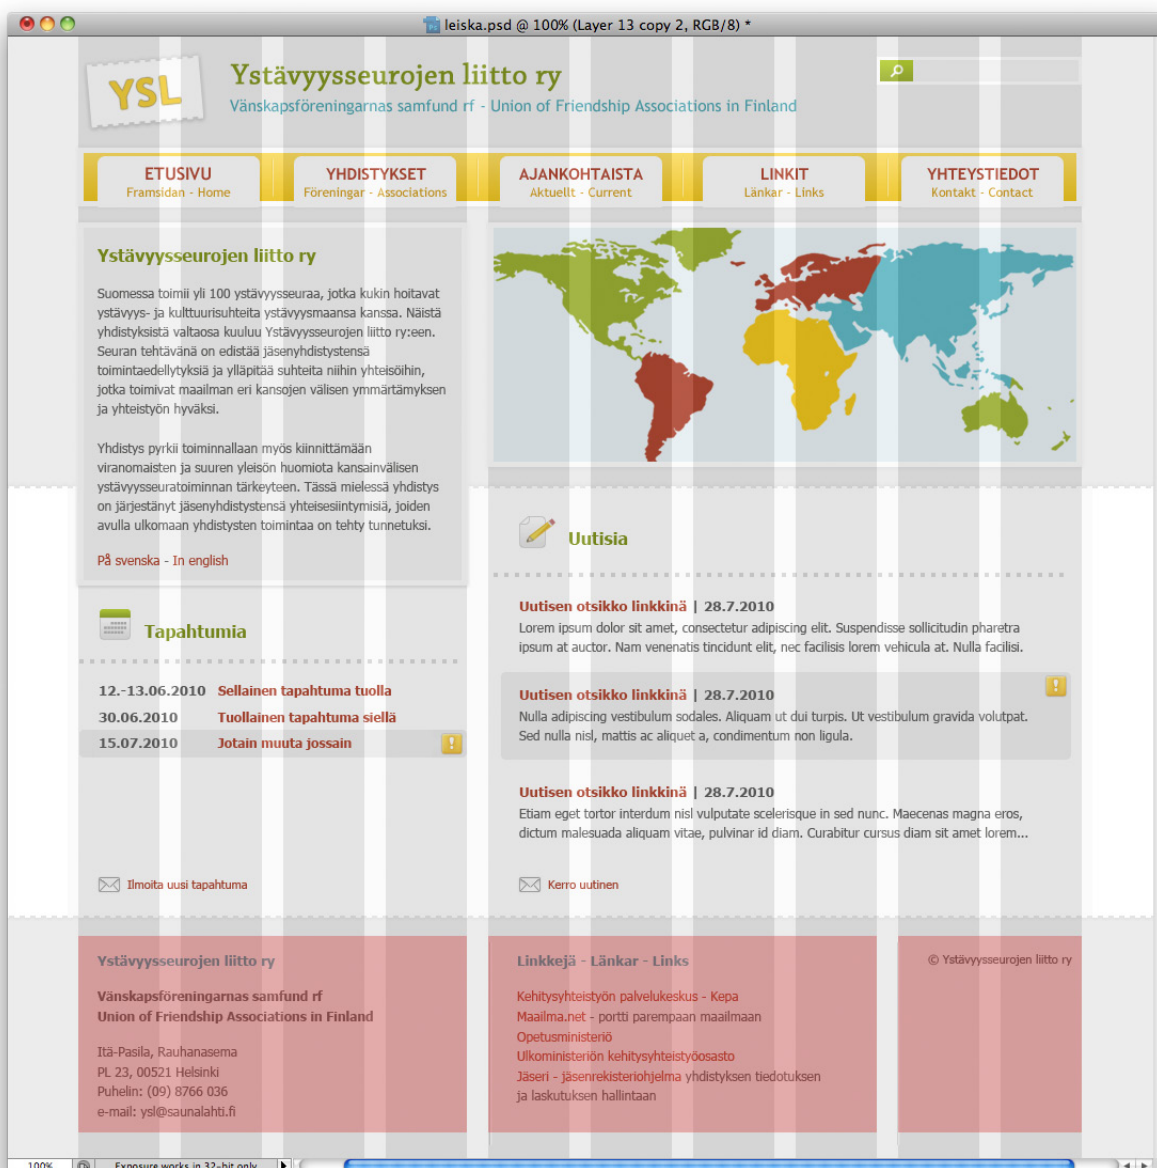 leiska.psd @ 100% (Layer 13 copy 2, RGB/8) *
YSL
Ystävyysseurojen liitto ry
Vänskapsföreningarnas samfund rf - Union of Friendship Associations in Finland
ETUSIVU
Framsidan - Home
YHDISTYKSET
Föreningar - Associations
AJANKOHTAISTA
Aktuellt - Current
LINKIT
Länkar - Links
YHTEYSTIEDOT
Kontakt - Contact
Ystävyysseurojen liitto ry
Suomessa toimii yli 100 ystävyysseuraa, jotka kukin hoitavat
ystävyys- ja kulttuurisuhteita ystävyysmaansa kanssa. Näistä
yhdistyksistä valtaosa kuuluu Ystävyysseurojen liitto ry:een.
Seuran tehtävänä on edistää jäsenyhdistystensä
toimintaedellytyksiä ja ylläpitää suhteita niihin yhteisöihin,
jotka toimivat maailman eri kansojen välisen ymmärtämyksen
ja yhteistyön hyväksi.
Yhdistys pyrkii toiminnallaan myös kiinnittämään
viranomaisten ja suuren yleisön huomiota kansainvälisen
ystävyysseuratoiminnan tärkeyteen. Tässä mielessä yhdistys
on järjestänyt jäsenyhdistystensä yhteisesiintymisiä, joiden
avulla ulkomaan yhdistysten toimintaa on tehty tunnetuksi.
På svenska - In english
Tapahtumia
12.-13.06.2010 Sellainen tapahtuma tuolla
30.06.2010 Tuollainen tapahtuma siellä
15.07.2010 Jotain muuta jossain !
Ilmoita uusi tapahtuma
Uutisia
Uutisen otsikko linkkinä | 28.7.2010
Lorem ipsum dolor sit amet, consectetur adipiscing elit. Suspendisse sollicitudin pharetra
ipsum at auctor. Nam venenatis tincidunt elit, nec facilisis lorem vehicula at. Nulla facilisi.
Uutisen otsikko linkkinä | 28.7.2010 !
Nulla adipiscing vestibulum sodales. Aliquam ut dui turpis. Ut vestibulum gravida volutpat.
Sed nulla nisl, mattis ac aliquet a, condimentum non ligula.
Uutisen otsikko linkkinä | 28.7.2010
Etiam eget tortor interdum nisl vulputate scelerisque in sed nunc. Maecenas magna eros,
dictum malesuada aliquam vitae, pulvinar id diam. Curabitur cursus diam sit amet lorem...
Kerro uutinen
Ystävyysseurojen liitto ry
Vänskapsföreningarnas samfund rf
Union of Friendship Associations in Finland
Itä-Pasila, Rauhanasema
PL 23, 00521 Helsinki
Puhelin: (09) 8766 036
e-mail: ysl@saunalahti.fi
Linkkejä - Länkar - Links
Kehitysyhteistyön palvelukeskus - Kepa
Maailma.net - portti parempaan maailmaan
Opetusministeriö
Ulkoministeriön kehitysyhteistyöosasto
Jäseri - jäsenrekisteriohjelma yhdistyksen tiedotuksen
ja laskutuksen hallintaan
© Ystävyysseurojen liitto ry
100% Exposure works in 32-bit only